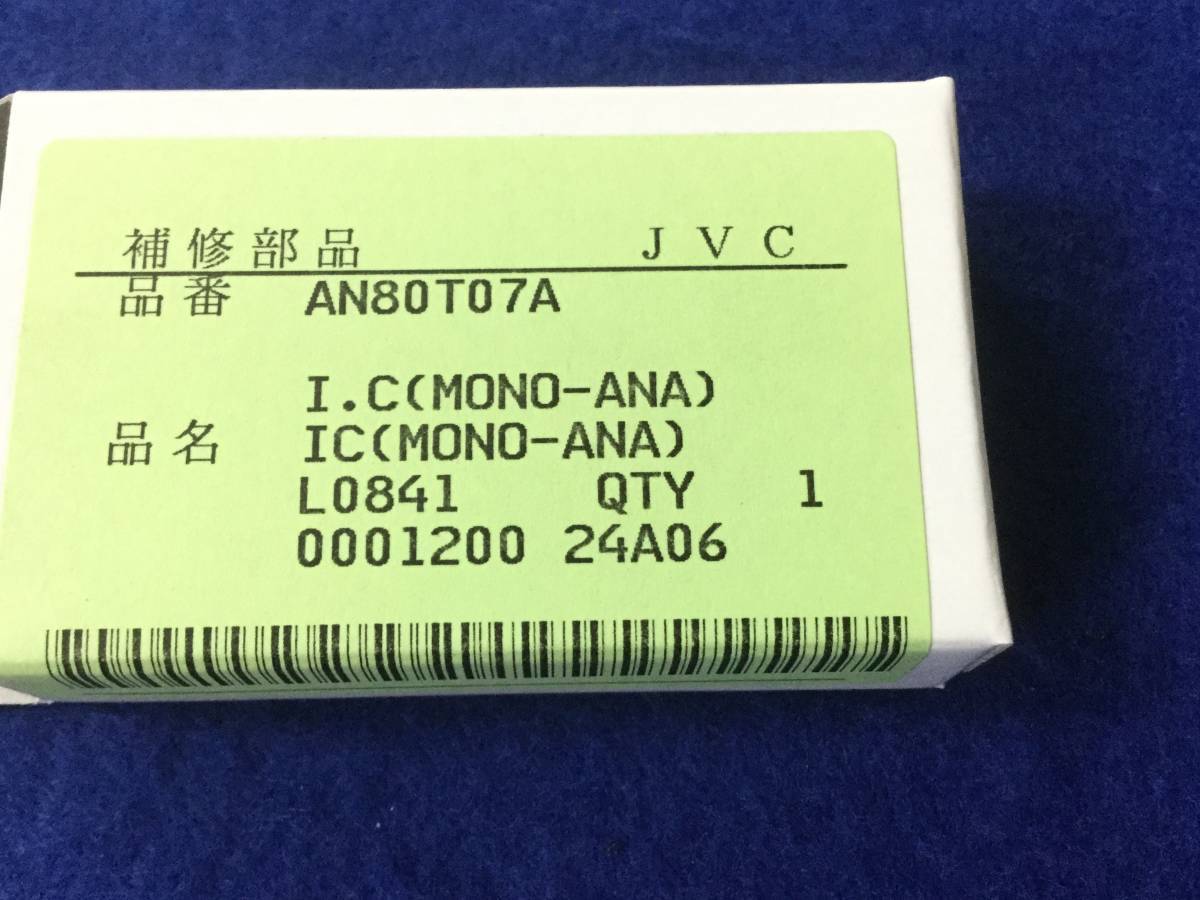 補修部品 JVC
品番 AN80T07A
I.C(MONO-ANA)
品名 IC(MONO-ANA)
L0841 QTY 1
0001200 24A06